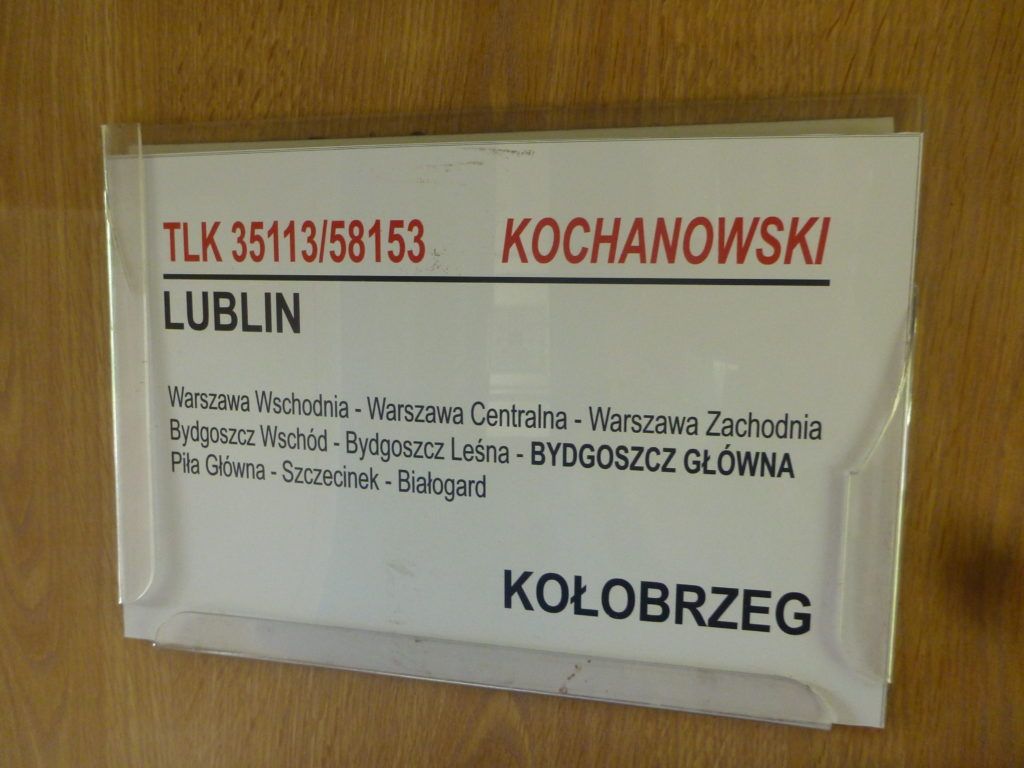 TLK 35113/58153 KOCHANOWSKI
LUBLIN
Warszawa Wschodnia - Warszawa Centralna - Warszawa Zachodnia
Bydgoszcz Wschód - Bydgoszcz Leśna - BYDGOSZCZ GŁÓWNA
Piła Główna - Szczecinek - Białogard
KOŁOBRZEG